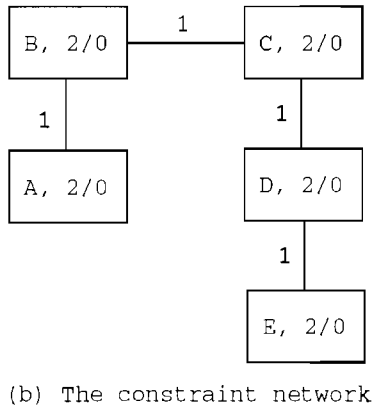 1
B, 2/0
C, 2/0
1
1
A, 2/0
D, 2/0
1
E, 2/0
(b) The constraint network